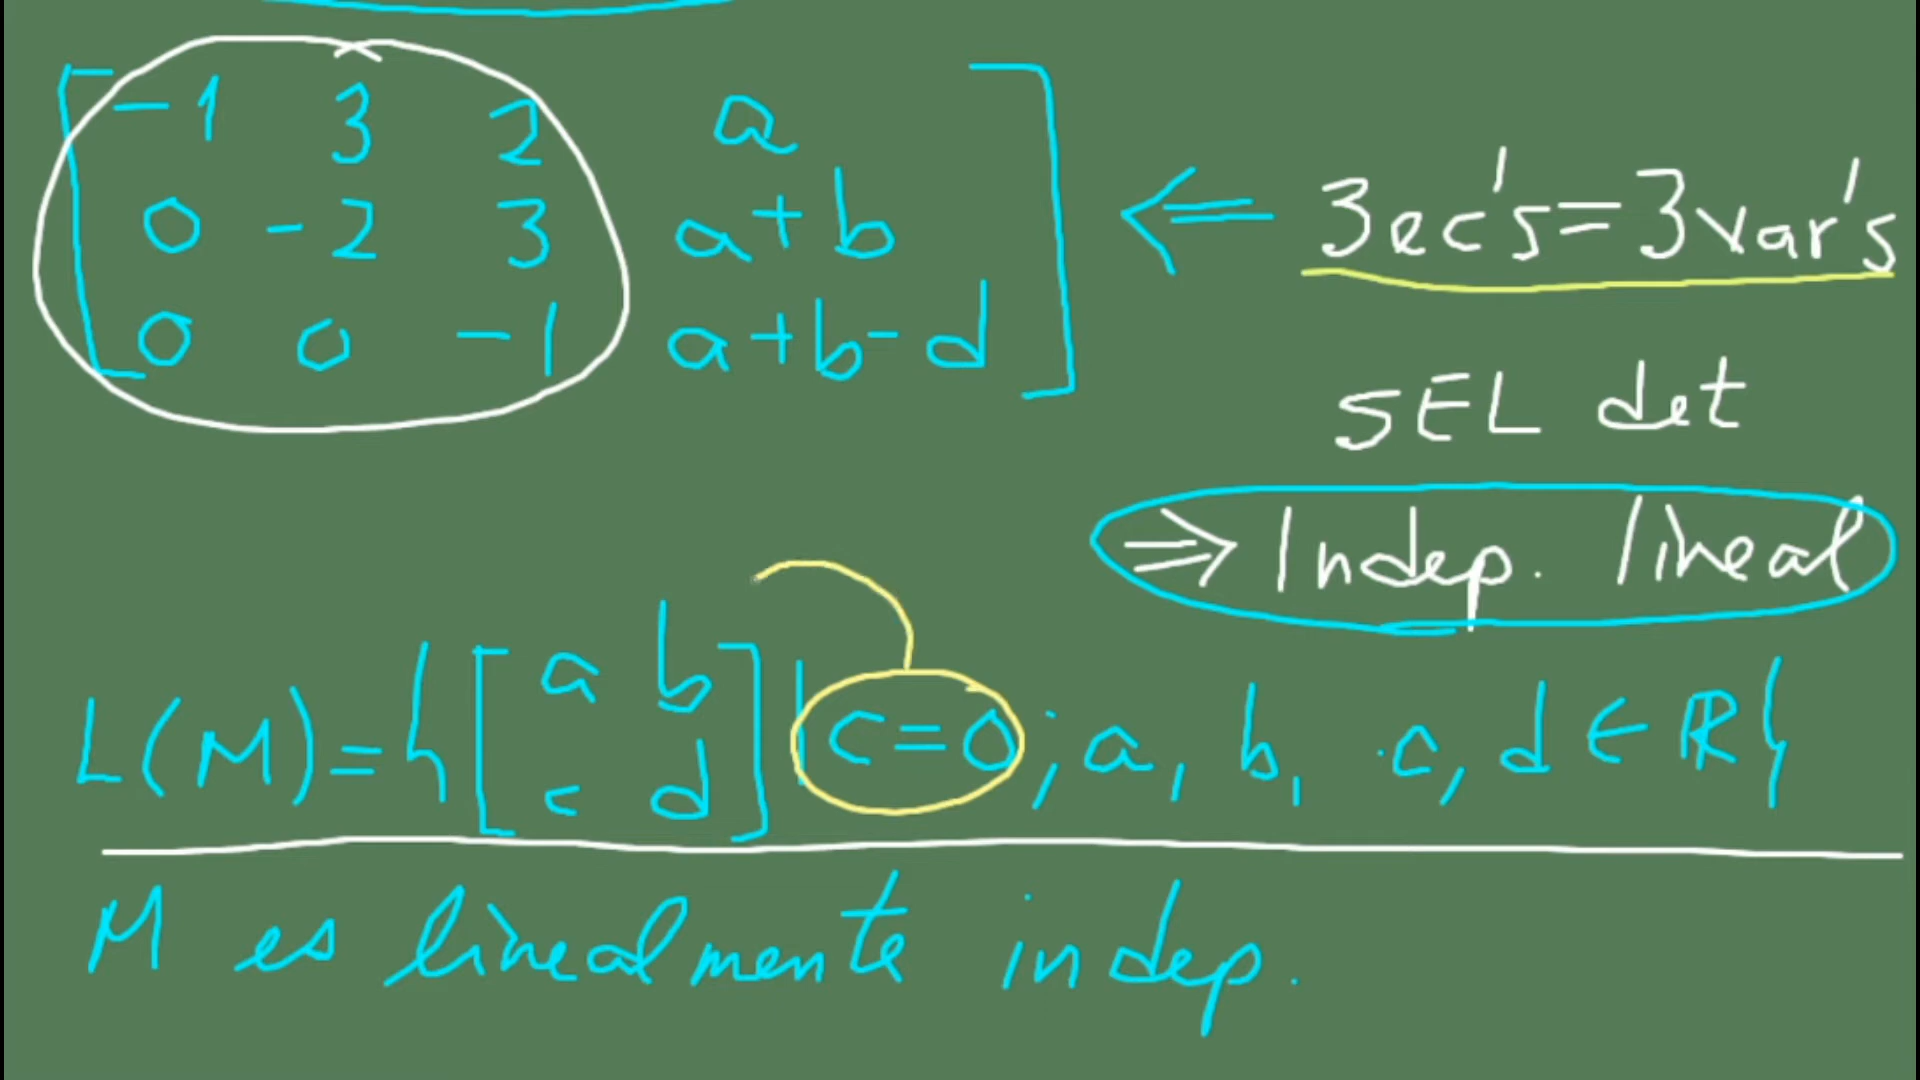 -1 3 2 a
0 -2 3 a+b ⇐ 3ec's=3var's
0 0 -1 a+b-d
SEL det
⇒ Indep. lineal
L(M)={[a b
c d] | c=0; a, b, c, d ∈ ℝ}
M es linealmente indep.